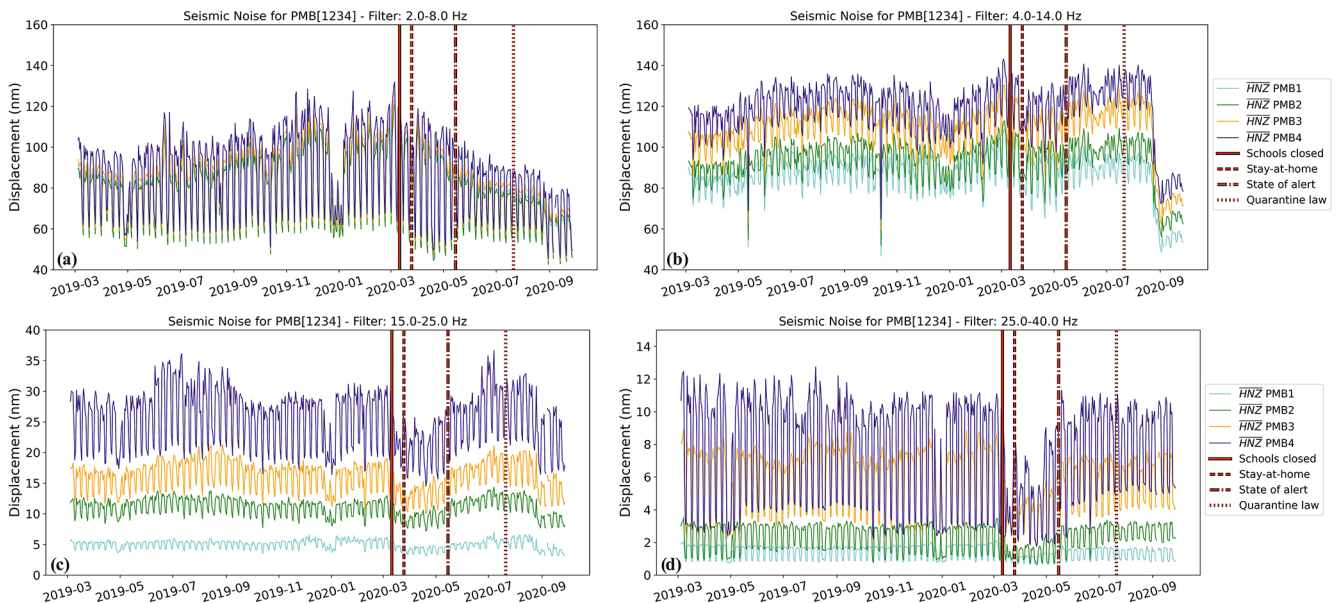 Seismic Noise for PMB[1234] - Filter: 2.0-8.0 Hz
Displacement (nm)
160
140
120
100
80
60
40
(a)
2019-03 2019-05 2019-07 2019-09 2019-11 2020-01 2020-03 2020-05 2020-07 2020-09
Seismic Noise for PMB[1234] - Filter: 4.0-14.0 Hz
Displacement (nm)
160
140
120
100
80
60
40
(b)
2019-03 2019-05 2019-07 2019-09 2019-11 2020-01 2020-03 2020-05 2020-07 2020-09
HNZ PMB1
HNZ PMB2
HNZ PMB3
HNZ PMB4
Schools closed
Stay-at-home
State of alert
Quarantine law
Seismic Noise for PMB[1234] - Filter: 15.0-25.0 Hz
Displacement (nm)
40
35
30
25
20
15
10
5
0
(c)
2019-03 2019-05 2019-07 2019-09 2019-11 2020-01 2020-03 2020-05 2020-07 2020-09
Seismic Noise for PMB[1234] - Filter: 25.0-40.0 Hz
Displacement (nm)
14
12
10
8
6
4
2
0
(d)
2019-03 2019-05 2019-07 2019-09 2019-11 2020-01 2020-03 2020-05 2020-07 2020-09
HNZ PMB1
HNZ PMB2
HNZ PMB3
HNZ PMB4
Schools closed
Stay-at-home
State of alert
Quarantine law